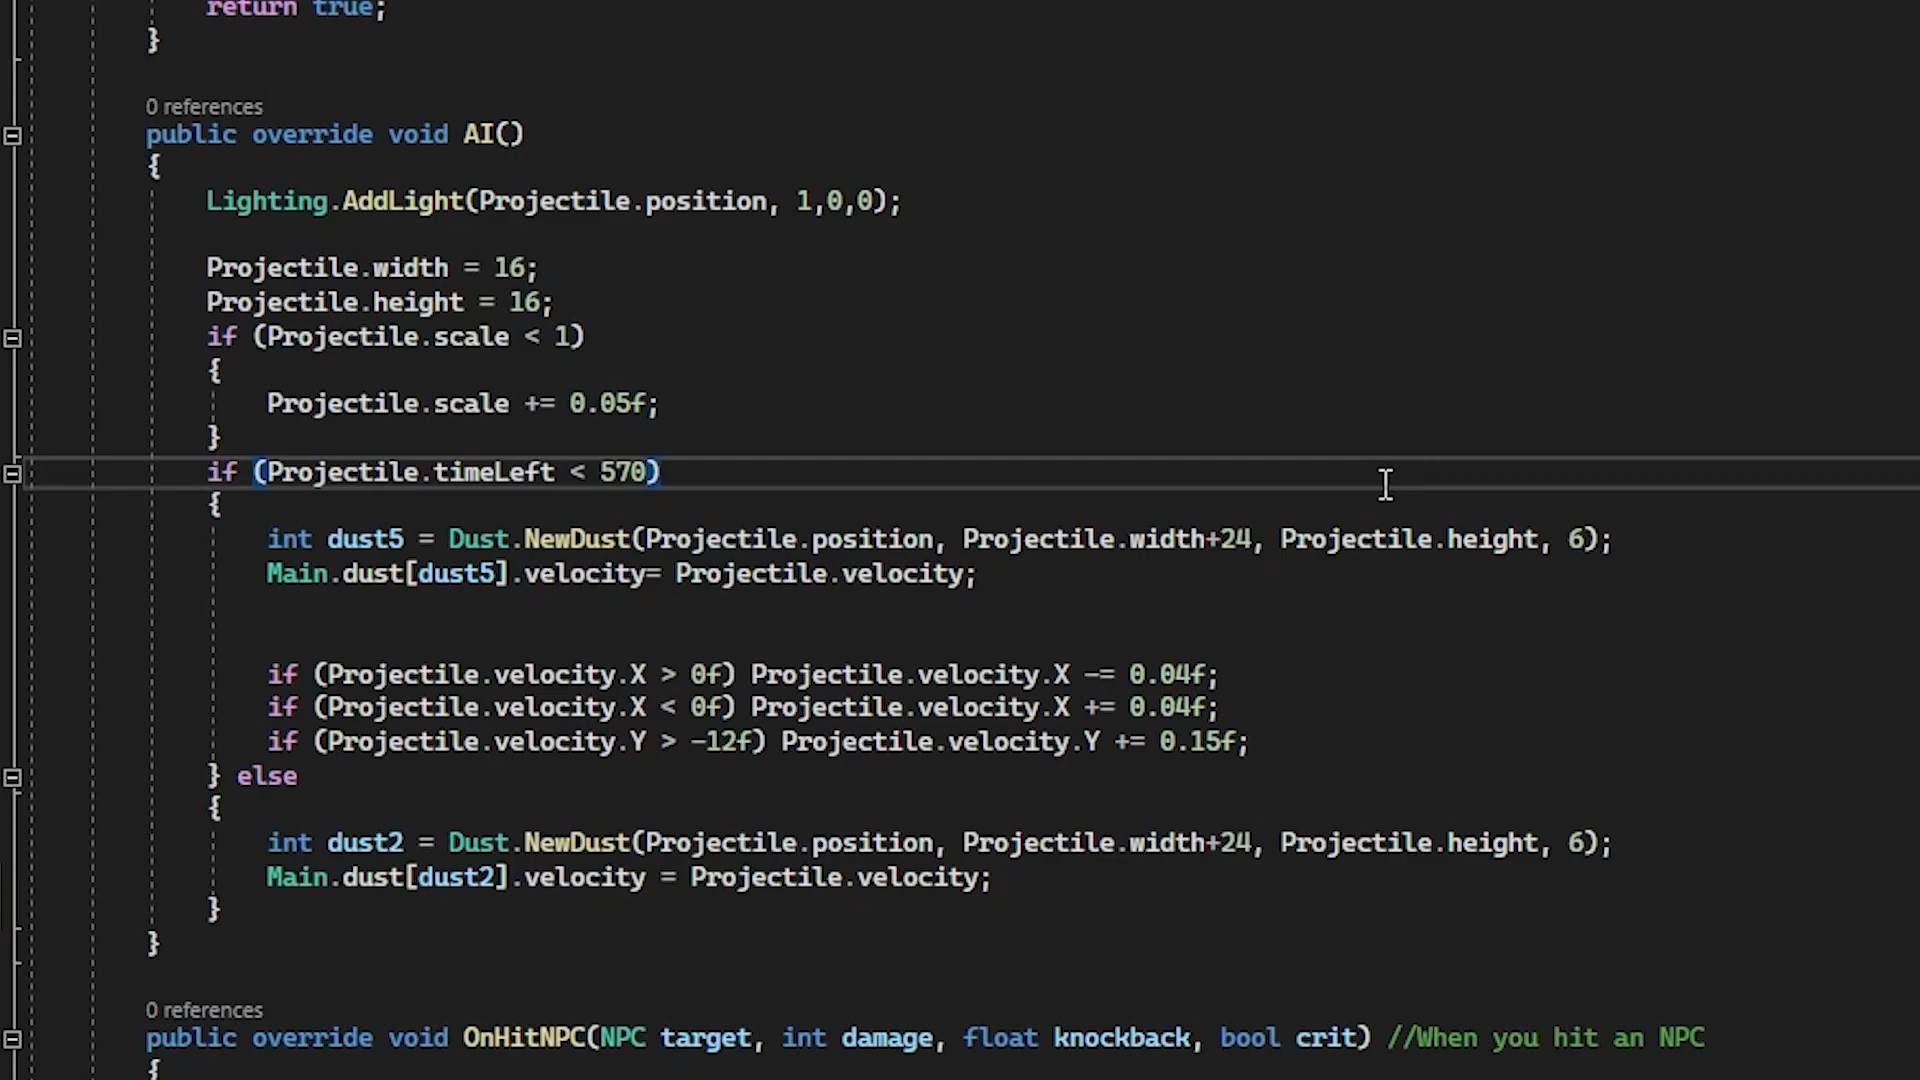 return true;
}
0 references
public override void AI()
{
Lighting.AddLight(Projectile.position, 1,0,0);
Projectile.width = 16;
Projectile.height = 16;
if (Projectile.scale < 1)
{
Projectile.scale += 0.05f;
}
if (Projectile.timeLeft < 570)
{
int dust5 = Dust.NewDust(Projectile.position, Projectile.width+24, Projectile.height, 6);
Main.dust[dust5].velocity= Projectile.velocity;
if (Projectile.velocity.X > 0f) Projectile.velocity.X -= 0.04f;
if (Projectile.velocity.X < 0f) Projectile.velocity.X += 0.04f;
if (Projectile.velocity.Y > -12f) Projectile.velocity.Y += 0.15f;
} else
{
int dust2 = Dust.NewDust(Projectile.position, Projectile.width+24, Projectile.height, 6);
Main.dust[dust2].velocity = Projectile.velocity;
}
}
0 references
public override void OnHitNPC(NPC target, int damage, float knockback, bool crit) //When you hit an NPC
{